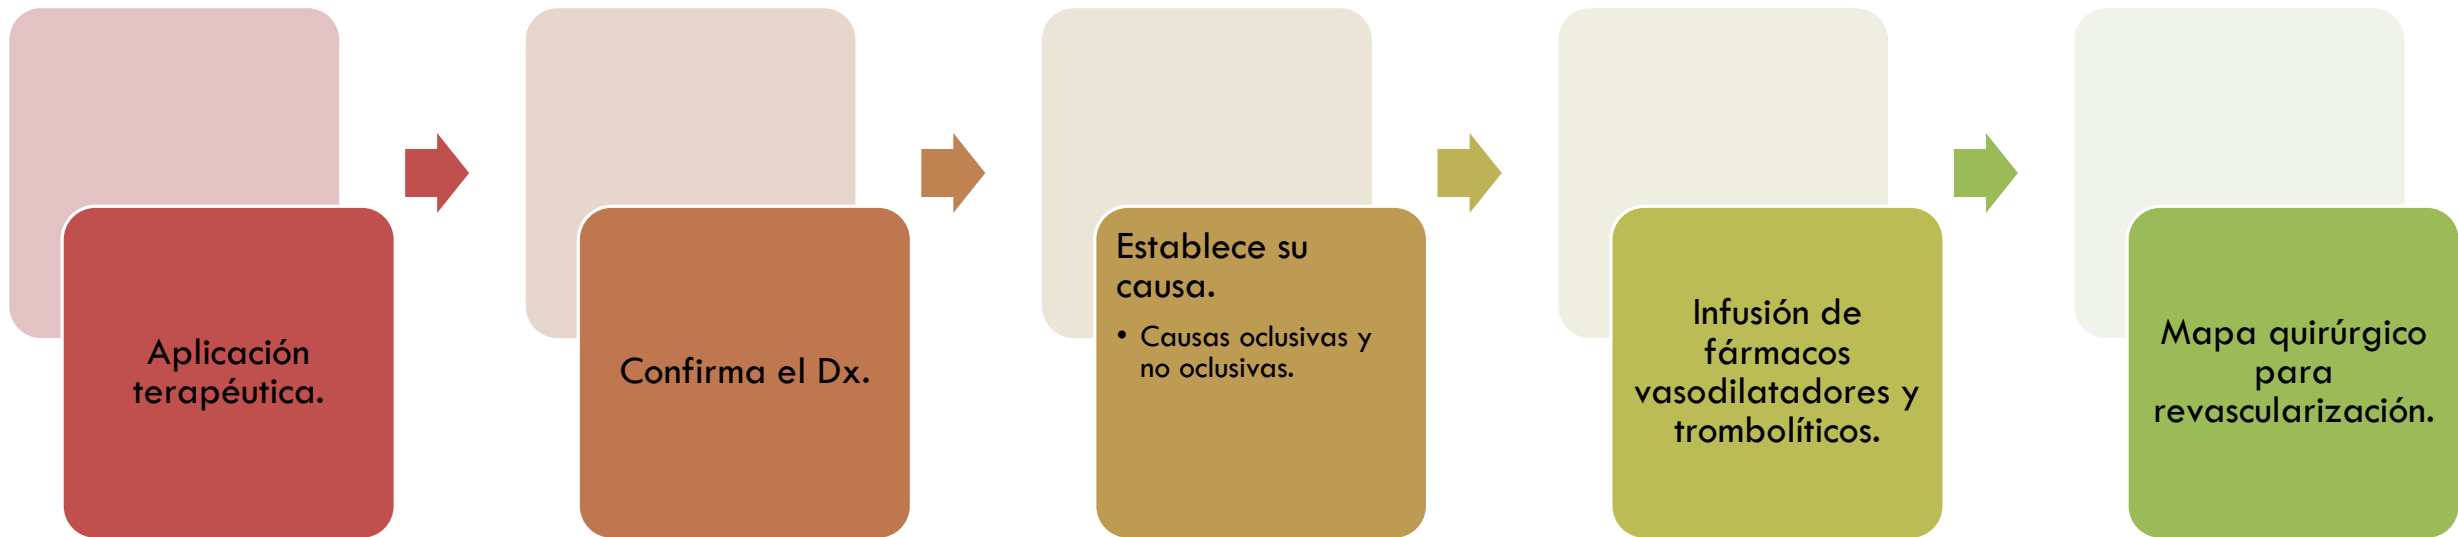 Aplicación
terapéutica.
Confirma el Dx.
Establece su
causa.
• Causas oclusivas y
no oclusivas.
Infusión de
fármacos
vasodilatadores y
trombolíticos.
Mapa quirúrgico
para
revascularización.